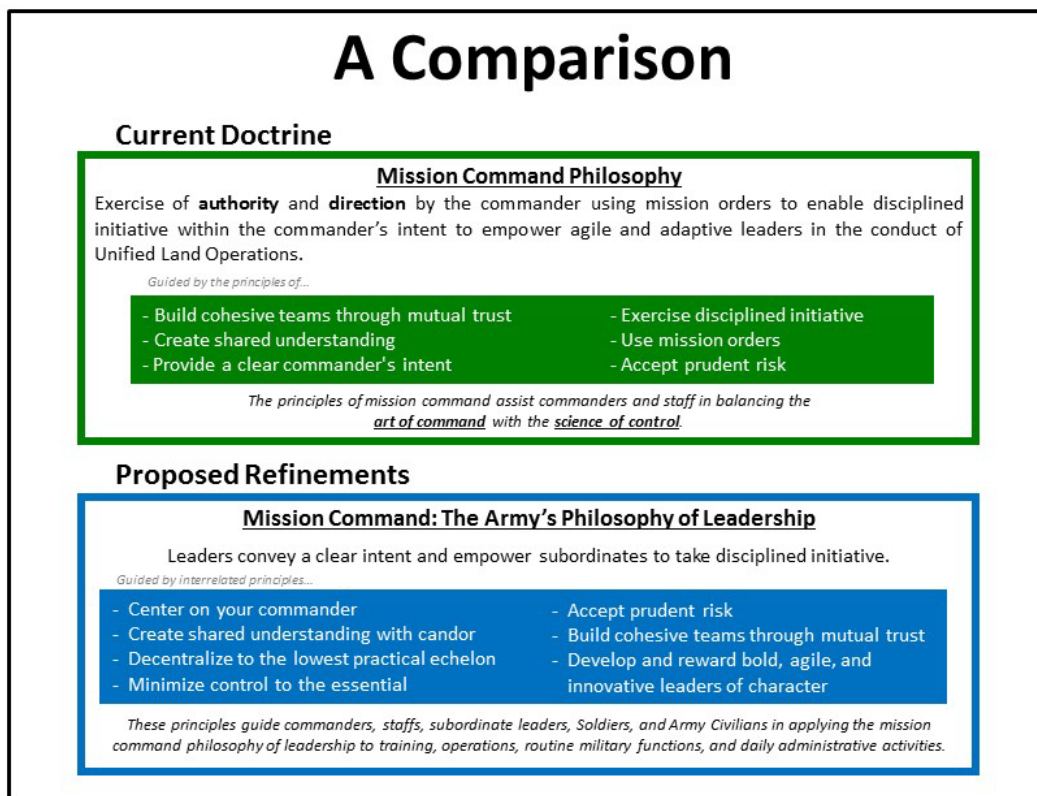 A Comparison
Current Doctrine
Mission Command Philosophy
Exercise of authority and direction by the commander using mission orders to enable disciplined
initiative within the commander's intent to empower agile and adaptive leaders in the conduct of
Unified Land Operations.
Guided by the principles of...
- Build cohesive teams through mutual trust
- Create shared understanding
- Provide a clear commander's intent
- Exercise disciplined initiative
- Use mission orders
- Accept prudent risk
The principles of mission command assist commanders and staff in balancing the
art of command with the science of control.
Proposed Refinements
Mission Command: The Army's Philosophy of Leadership
Leaders convey a clear intent and empower subordinates to take disciplined initiative.
Guided by interrelated principles...
- Center on your commander
- Create shared understanding with candor
- Decentralize to the lowest practical echelon
- Minimize control to the essential
- Accept prudent risk
- Build cohesive teams through mutual trust
- Develop and reward bold, agile, and
innovative leaders of character
These principles guide commanders, staffs, subordinate leaders, Soldiers, and Army Civilians in applying the mission
command philosophy of leadership to training, operations, routine military functions, and daily administrative activities.